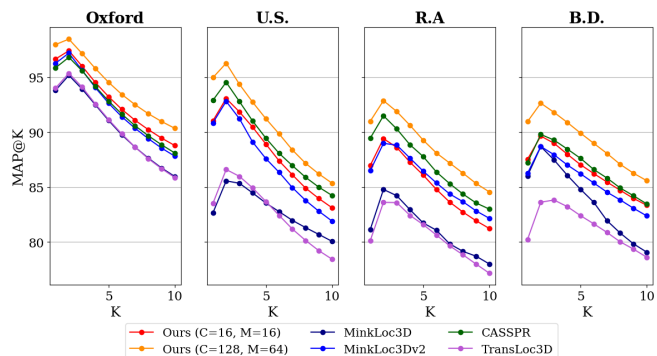 Oxford
U.S.
R.A
B.D.
MAP@K
95
90
85
80
5
10
5
10
5
10
5
10
K
K
K
K
Ours (C=16, M=16)
MinkLoc3D
CASSPR
Ours (C=128, M=64)
MinkLoc3Dv2
TransLoc3D